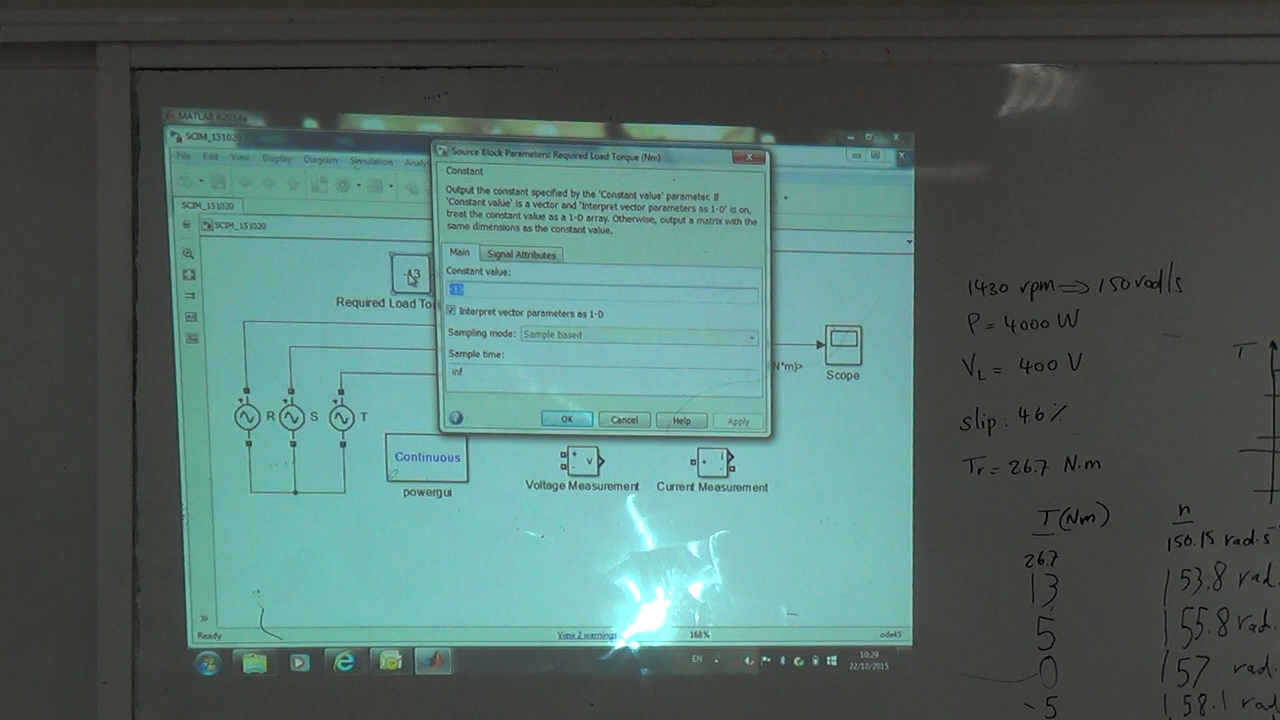 MATLAB R2014a
SCIM_151020
File Edit View Display Diagram Simulation
SCIM_151020
SCIM_151020
Source Block Parameters: Required Load Torque (Nm)
Constant
Output the constant specified by the 'Constant value' parameter. If
'Constant value' is a vector and 'Interpret vector parameters as 1-D' is on,
treat the constant value as a 1-D array. Otherwise, output a matrix with the
same dimensions as the constant value.
Main Signal Attributes
Constant value:
-13
Interpret vector parameters as 1-D
Sampling mode: Sample based
Sample time:
inf
OK Cancel Help Apply
-13
Required Load To
N*m)>
Scope
R S T
Continuous
powergui
Voltage Measurement
Current Measurement
Ready View 2 warnings 168% ode45
EN 10:29
22/10/2015
1430 rpm => 150 rad/s
P = 4000 W
VL = 400 V
slip: 4.6%
Tr = 26.7 N.m
T
T(Nm) n
26.7 150.15 rad.s
13 153.8 rad.
5 155.8 rad.
0 157 rad.
-5 158.1 rad.